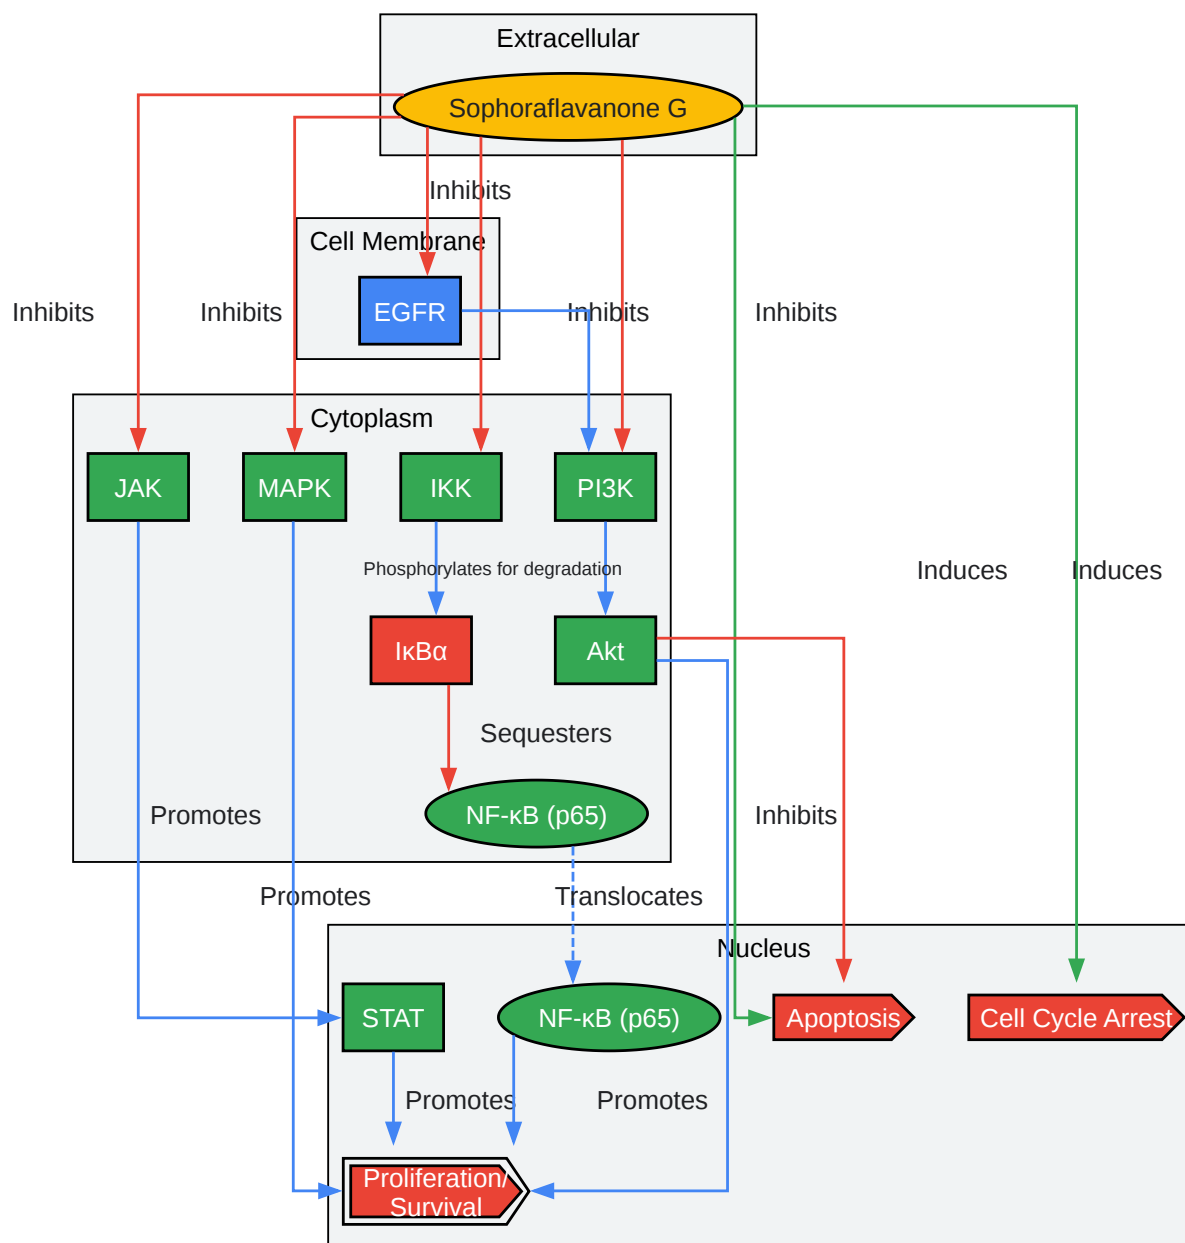 Extracellular
Sophoraflavanone G
Inhibits
Cell Membrane
EGFR
Inhibits
Inhibits
Inhibits
Inhibits
Cytoplasm
JAK
MAPK
IKK
PI3K
Phosphorylates for degradation
Induces
Induces
IκBα
Akt
Sequesters
NF-κB (p65)
Promotes
Inhibits
Promotes
Translocates
Nucleus
STAT
NF-κB (p65)
Apoptosis
Cell Cycle Arrest
Promotes
Promotes
Proliferation/
Survival